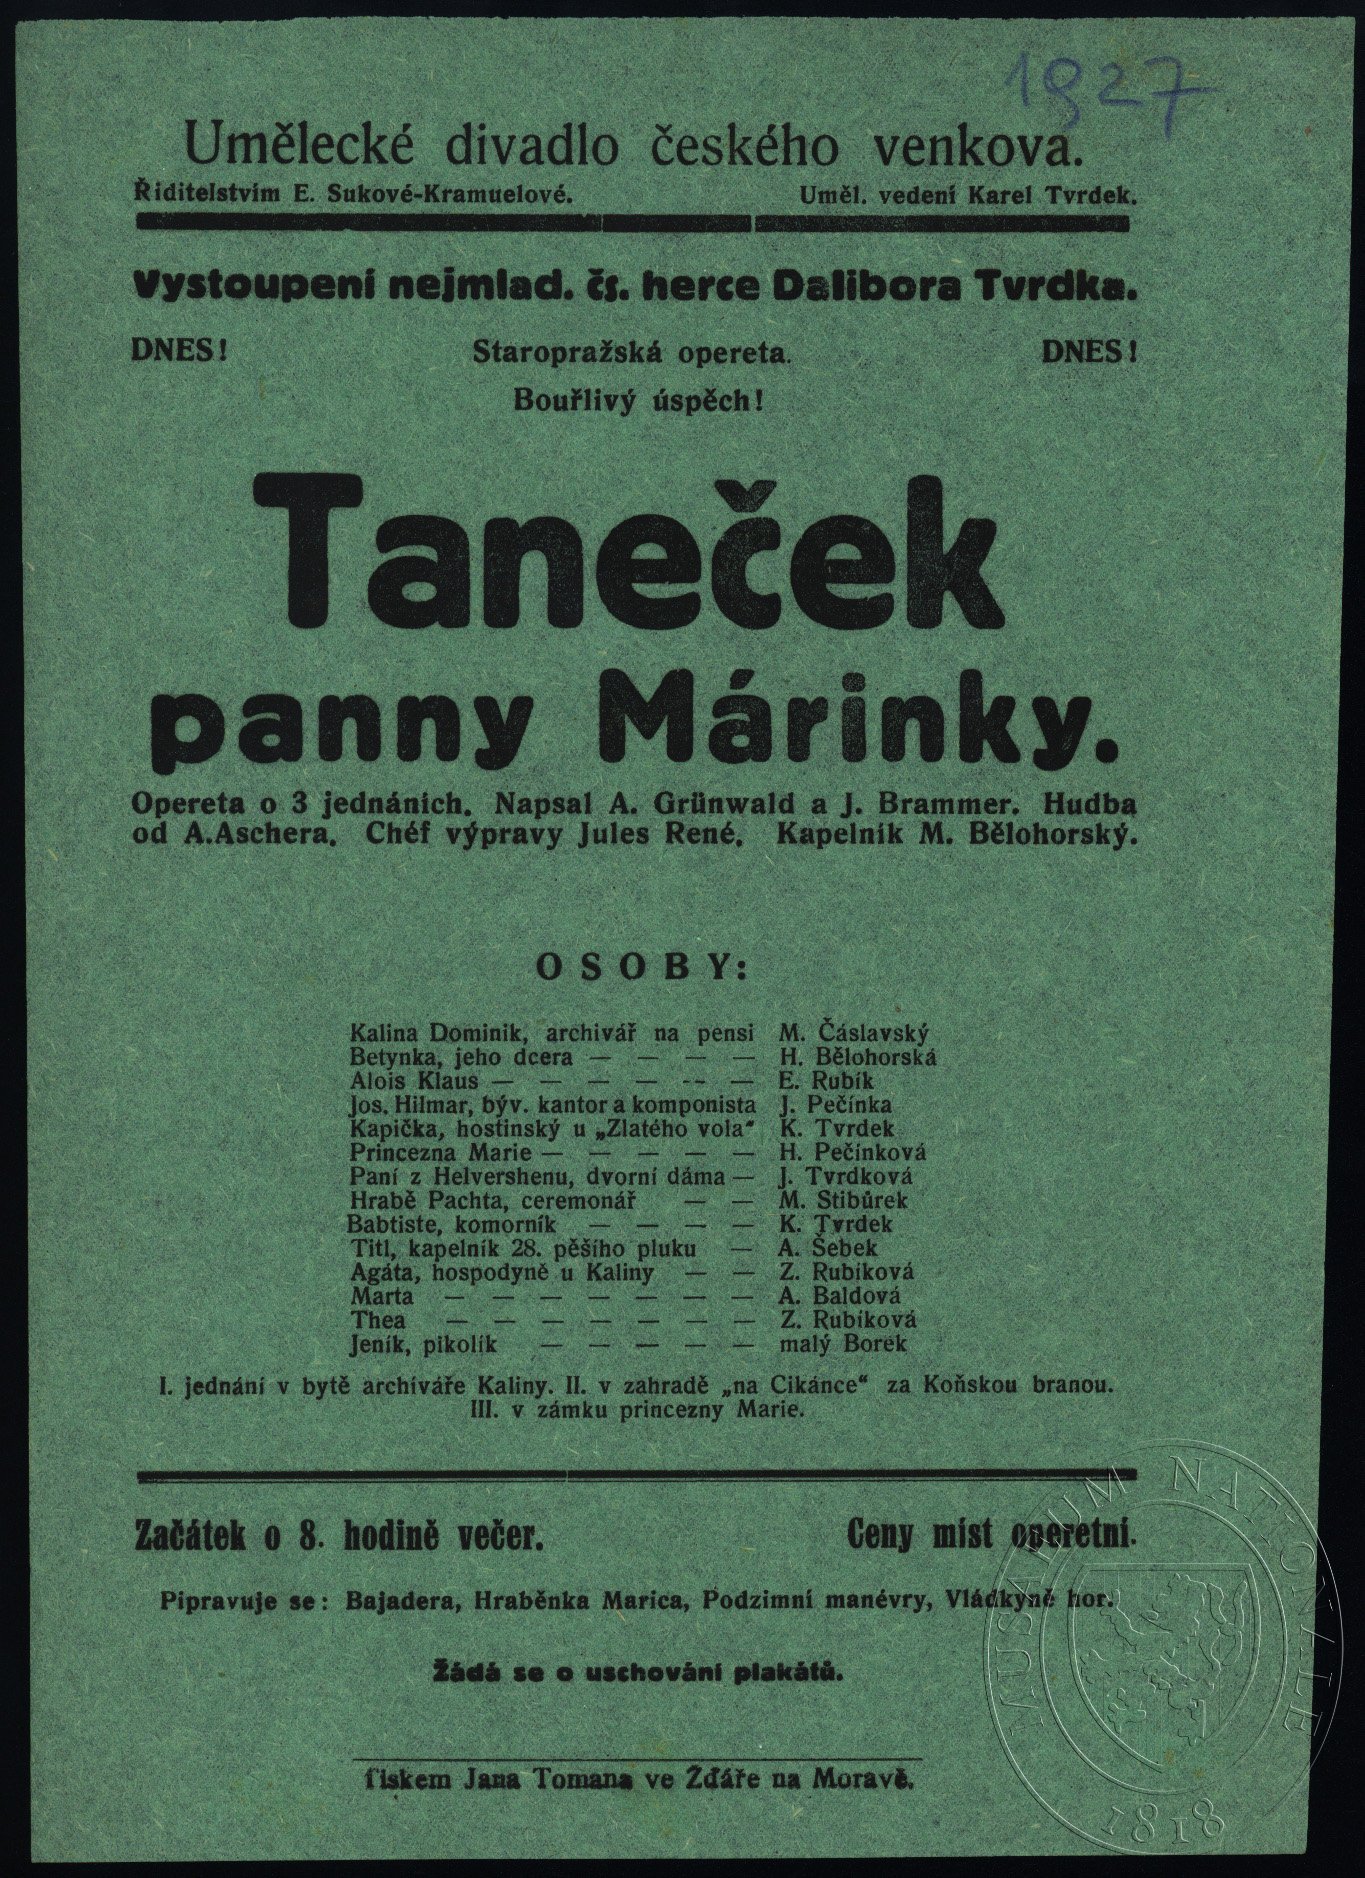 1927
Umělecké divadlo českého venkova.
Řiditelstvím E. Sukové-Kramuelové. Uměl. vedení Karel Tvrdek.
Vystoupení nejmlad. čs. herce Dalibora Tvrdka.
DNES! Staropražská opereta. DNES!
Bouřlivý úspěch!
Taneček
panny Márinky.
Opereta o 3 jednáních. Napsal A. Grünwald a J. Brammer. Hudba
od A.Aschera. Chéf výpravy Jules René. Kapelník M. Bělohorský.
OSOBY:
Kalina Dominik, archivář na pensi M. Čáslavský
Betynka, jeho dcera — — — — H. Bělohorská
Alois Klaus — — — — -- — E. Rubík
Jos. Hilmar, býv. kantor a komponista J. Pečínka
Kapička, hostinský u „Zlatého vola“ K. Tvrdek
Princezna Marie — — — — — H. Pečínková
Paní z Helvershenu, dvorní dáma — J. Tvrdková
Hrabě Pachta, ceremonář — — M. Stibůrek
Babtiste, komorník — — — — K. Tvrdek
Titl, kapelník 28. pěšího pluku — A. Šebek
Agáta, hospodyně u Kaliny — — Z. Rubíková
Marta — — — — — — — A. Baldová
Thea — — — — — — — Z. Rubíková
Jeník, pikolík — — — — — malý Borek
I. jednání v bytě archiváře Kaliny. II. v zahradě „na Cikánce“ za Koňskou branou.
III. v zámku princezny Marie.
Začátek o 8. hodině večer. Ceny míst operetní.
Pipravuje se: Bajadera, Hraběnka Marica, Podzimní manévry, Vládkyně hor.
Žádá se o uschování plakátů.
Tiskem Jana Tomana ve Žďáře na Moravě.
MUSAEUM NATIONALE
1818